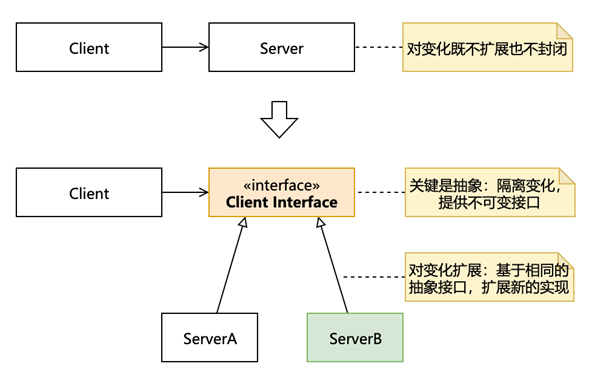 Client
Server
对变化既不扩展也不封闭
Client
«interface»
Client Interface
关键是抽象：隔离变化，
提供不可变接口
对变化扩展：基于相同的
抽象接口，扩展新的实现
ServerA
ServerB